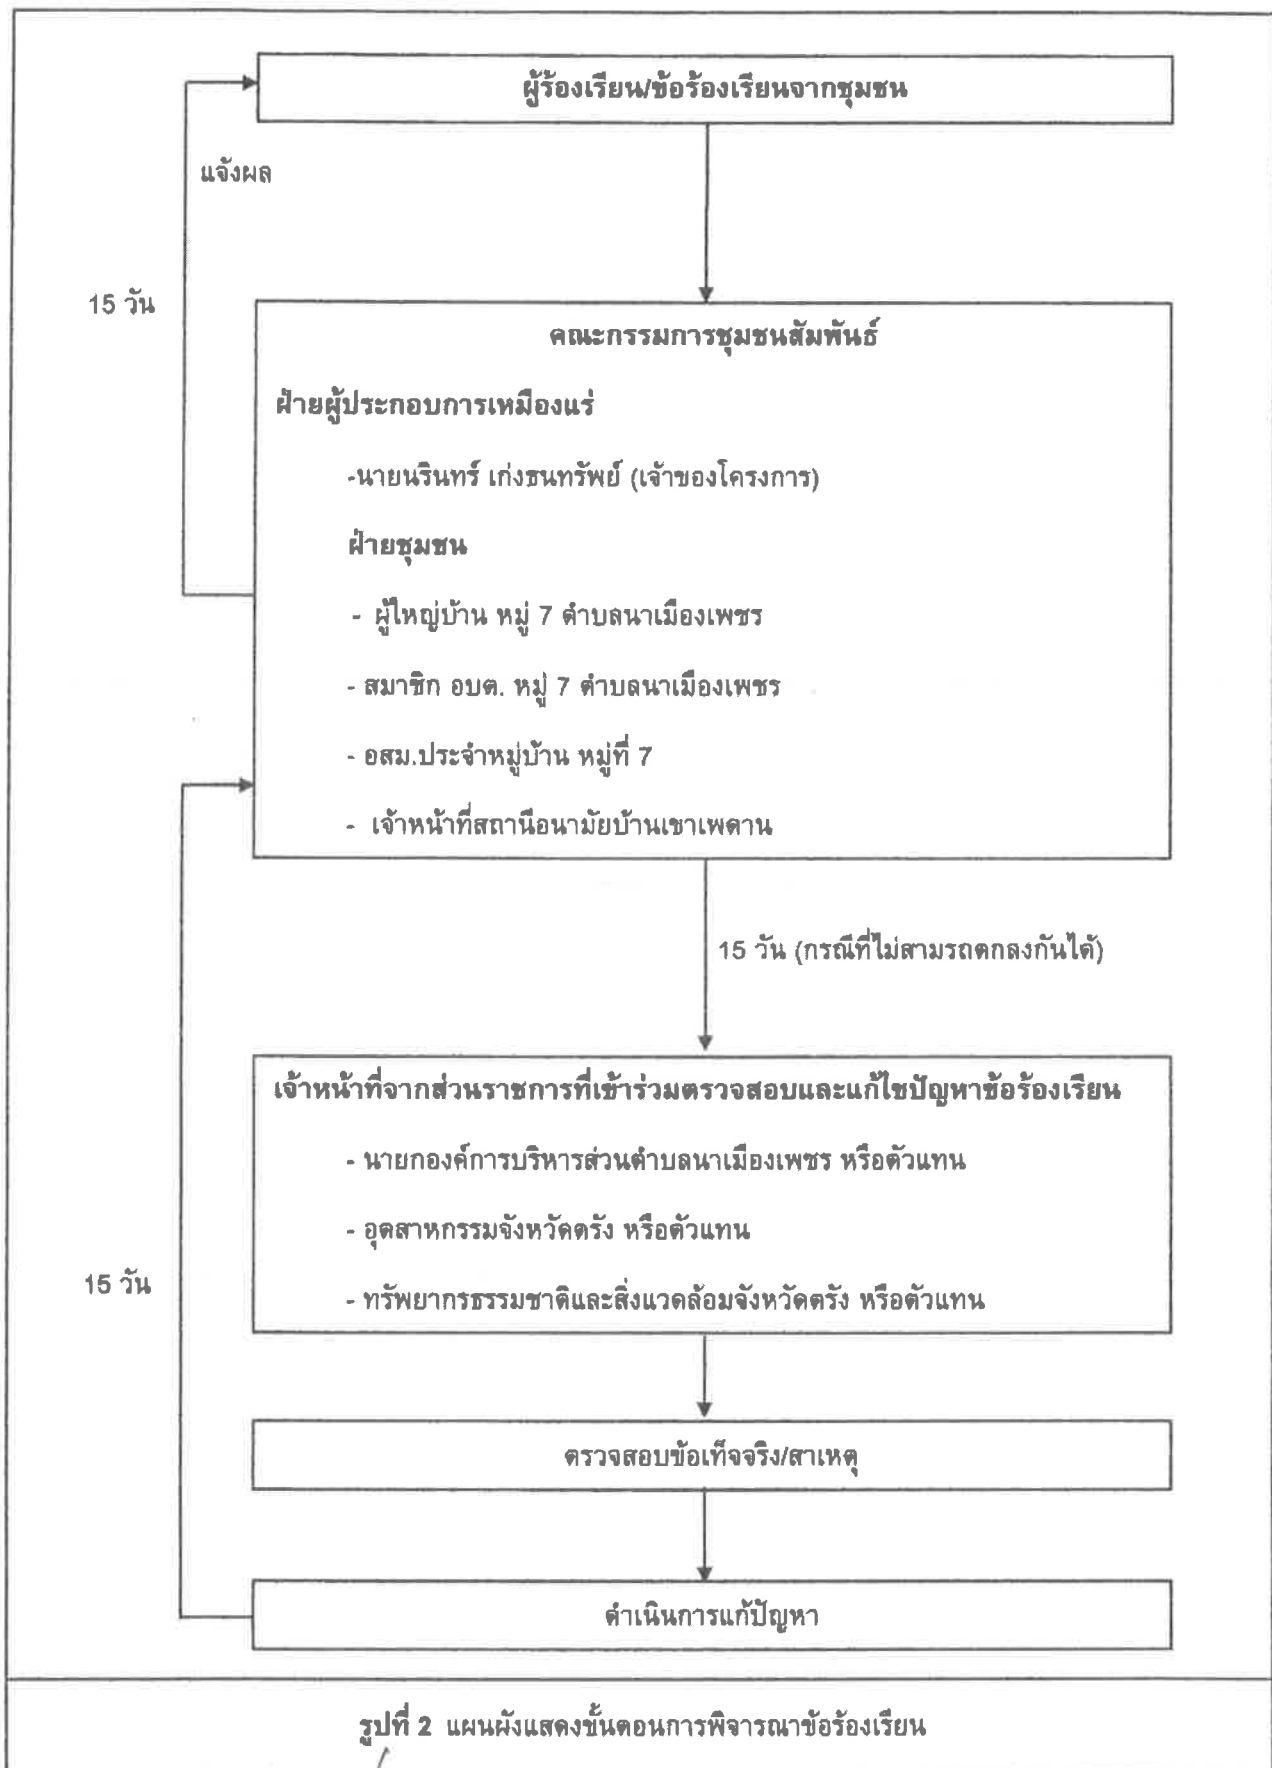 ผู้ร้องเรียน/ข้อร้องเรียนจากชุมชน
แจ้งผล
15 วัน
คณะกรรมการชุมชนสัมพันธ์
ฝ่ายผู้ประกอบการเหมืองแร่
-นายนรินทร์ เก่งธนทรัพย์ (เจ้าของโครงการ)
ฝ่ายชุมชน
- ผู้ใหญ่บ้าน หมู่ 7 ตำบลนาเมืองเพชร
- สมาชิก อบต. หมู่ 7 ตำบลนาเมืองเพชร
- อสม.ประจำหมู่บ้าน หมู่ที่ 7
- เจ้าหน้าที่สถานีอนามัยบ้านเขาเพดาน
15 วัน (กรณีที่ไม่สามรถตกลงกันได้)
เจ้าหน้าที่จากส่วนราชการที่เข้าร่วมตรวจสอบและแก้ไขปัญหาข้อร้องเรียน
- นายกองค์การบริหารส่วนตำบลนาเมืองเพชร หรือตัวแทน
- อุตสาหกรรมจังหวัดตรัง หรือตัวแทน
15 วัน
- ทรัพยากรธรรมชาติและสิ่งแวดล้อมจังหวัดตรัง หรือตัวแทน
ตรวจสอบข้อเท็จจริง/สาเหตุ
ดำเนินการแก้ปัญหา
รูปที่ 2 แผนผังแสดงขั้นตอนการพิจารณาข้อร้องเรียน